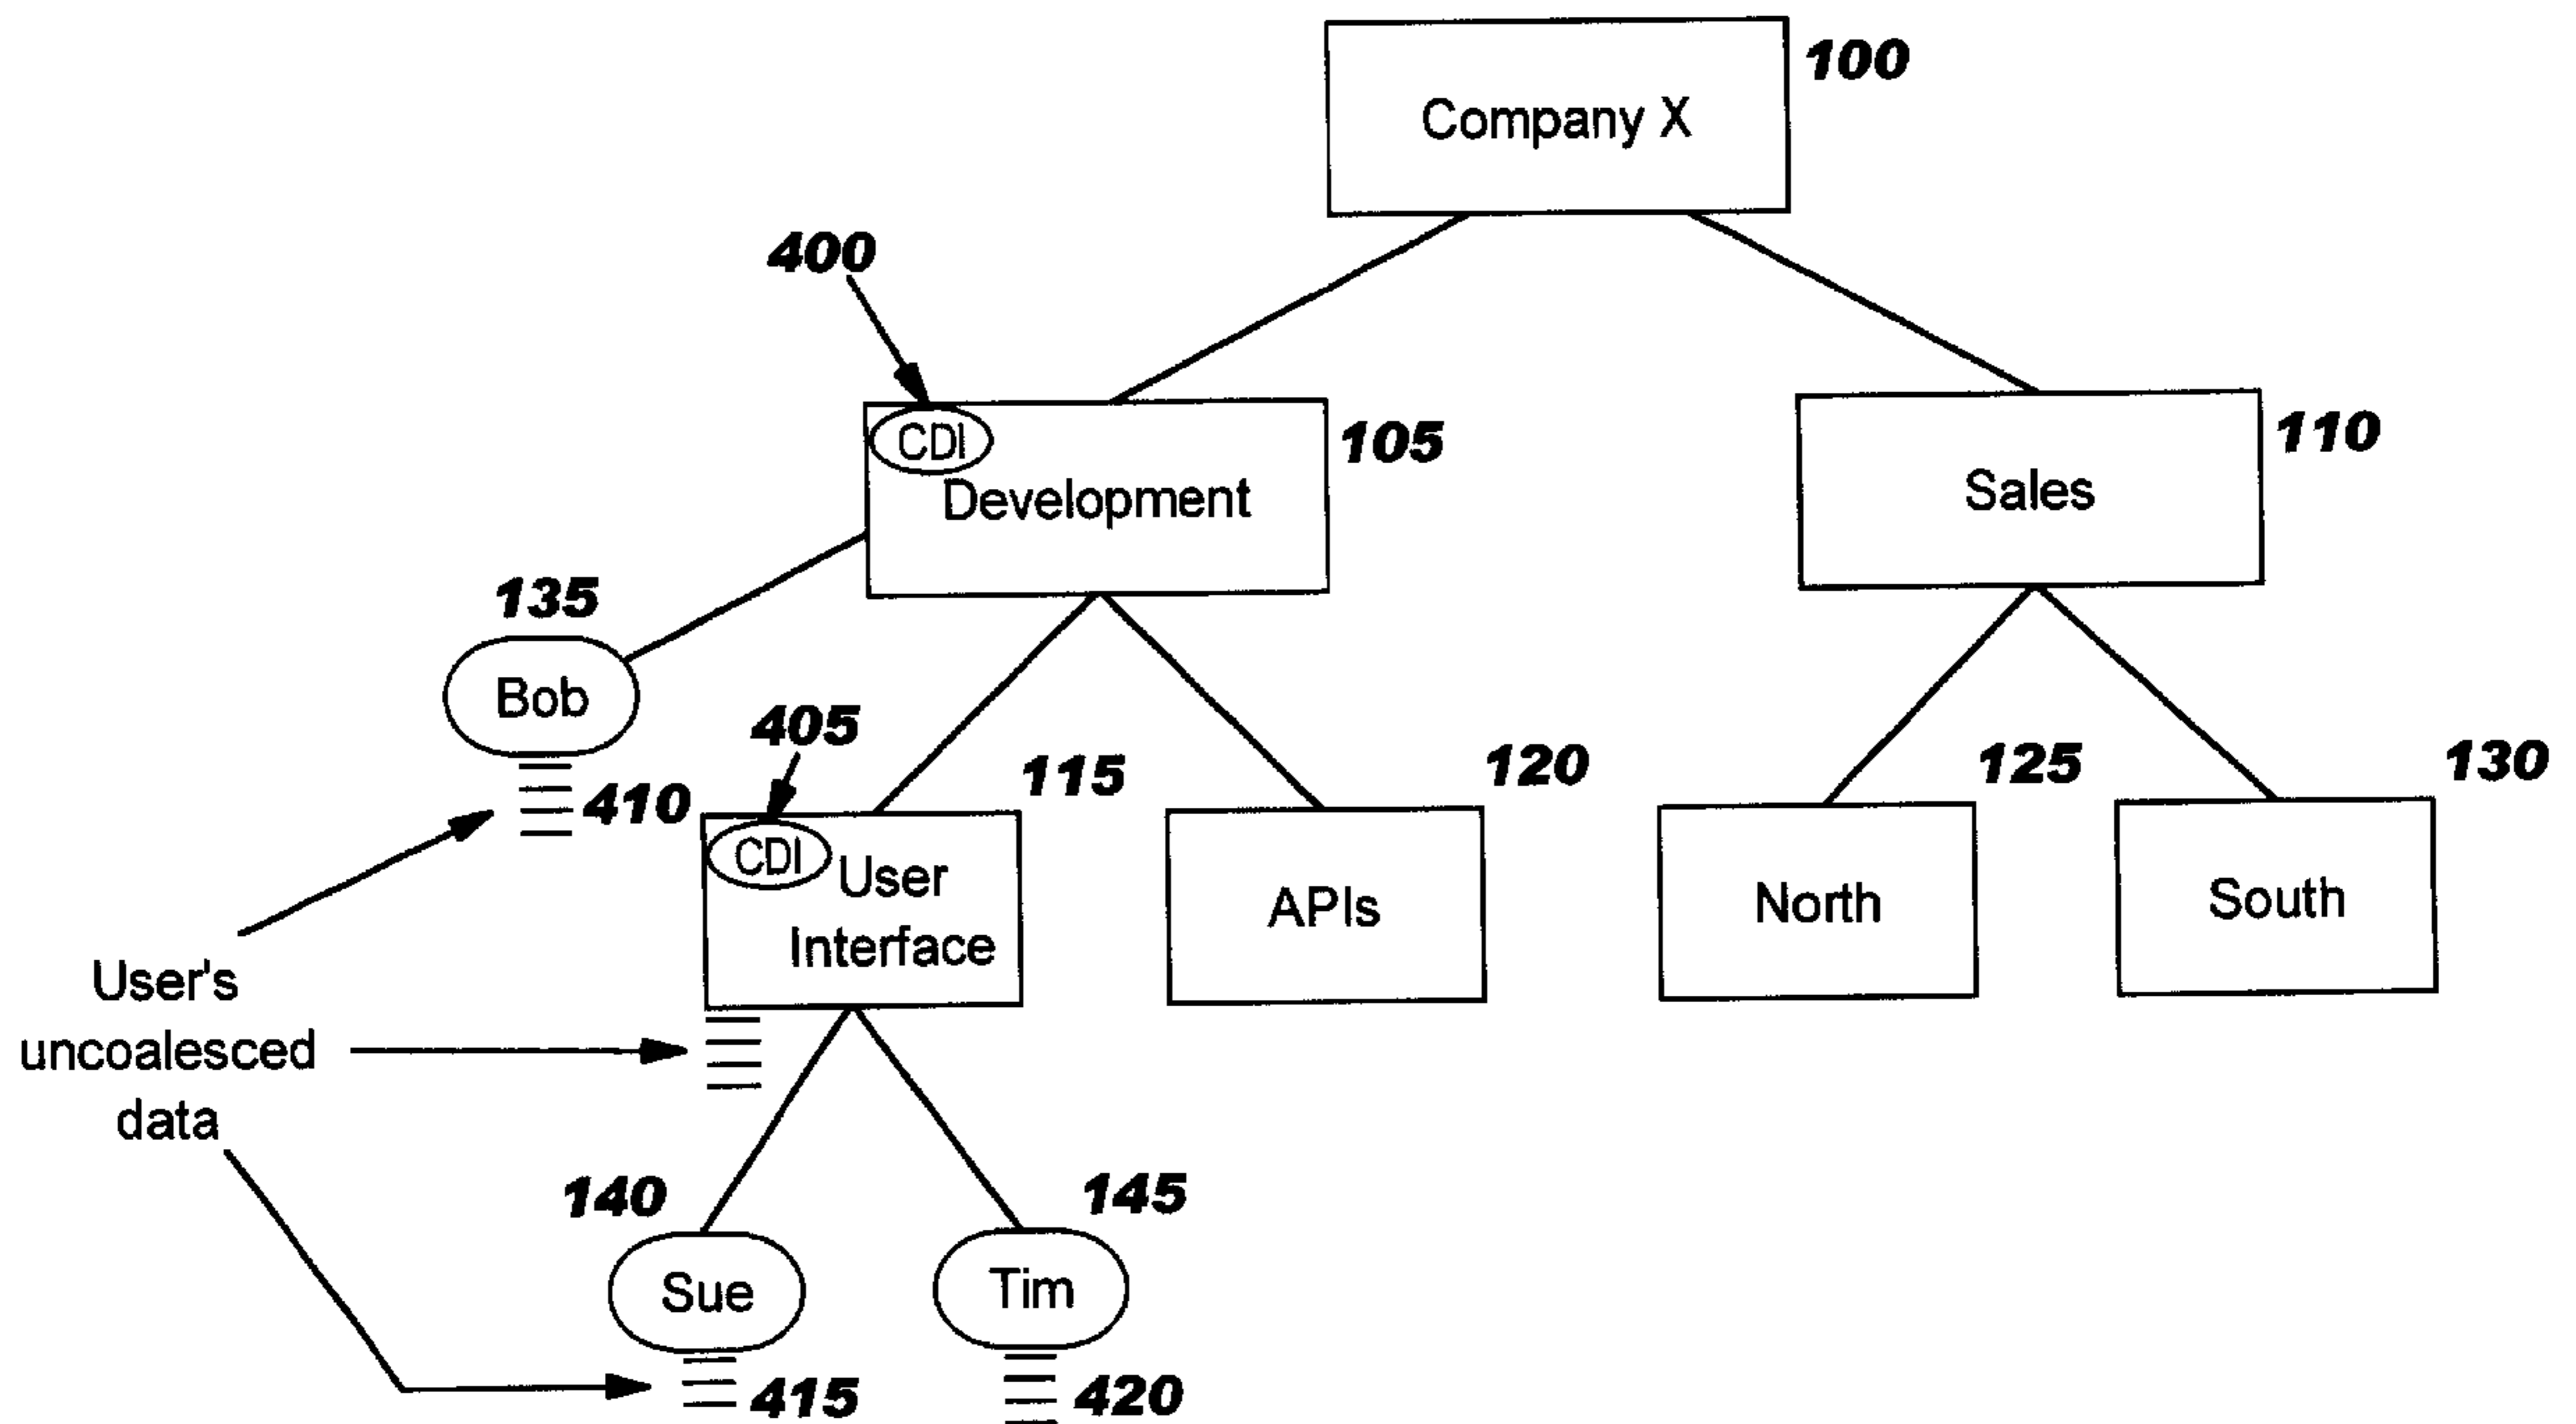 100
Company X
400
CDI
105
Development
110
Sales
135
Bob
410
405
115
CDI
User
Interface
120
APIs
125
North
130
South
User's
uncoalesced
data
140
Sue
415
145
Tim
420